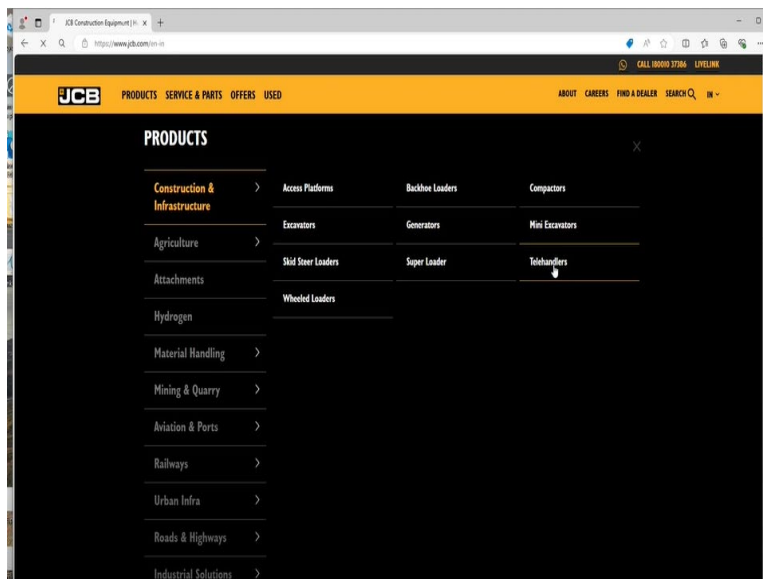 JCB Construction Equipment | H
https://www.jcb.com/en-in
CALL 180010 37386 LIVELINK
JCB PRODUCTS SERVICE & PARTS OFFERS USED ABOUT CAREERS FIND A DEALER SEARCH IN
PRODUCTS
X
Construction &
Infrastructure
Agriculture
Attachments
Hydrogen
Material Handling
Mining & Quarry
Aviation & Ports
Railways
Urban Infra
Roads & Highways
Industrial Solutions
Access Platforms Backhoe Loaders Compactors
Excavators Generators Mini Excavators
Skid Steer Loaders Super Loader Telehandlers
Wheeled Loaders